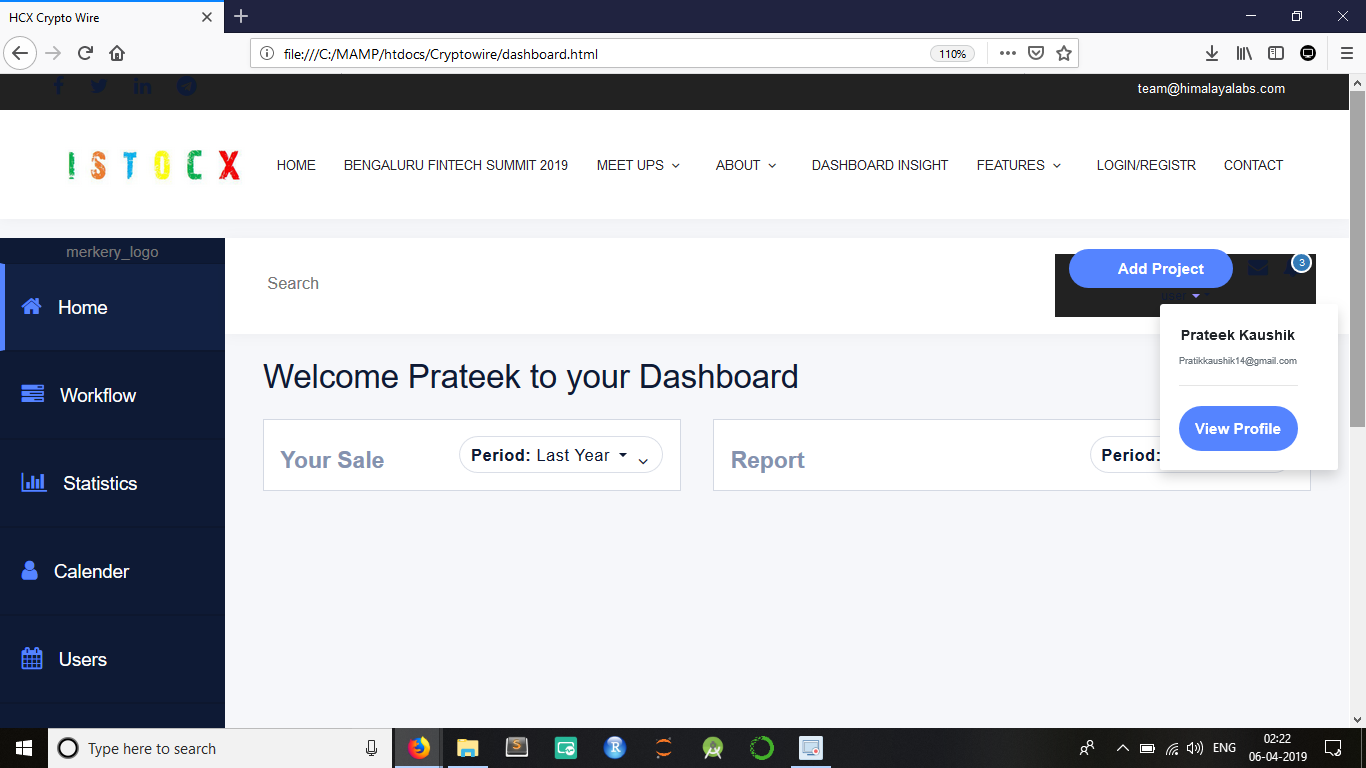 HCX Crypto Wire
file:///C:/MAMP/htdocs/Cryptowire/dashboard.html
110%
team@himalayalabs.com
ISTOCX
HOME
BENGALURU FINTECH SUMMIT 2019
MEET UPS
ABOUT
DASHBOARD INSIGHT
FEATURES
LOGIN/REGISTR
CONTACT
merkery_logo
Home
Workflow
Statistics
Calender
Users
Search
Add Project
3
Prateek Kaushik
Pratikkaushik14@gmail.com
View Profile
Welcome Prateek to your Dashboard
Your Sale
Period: Last Year
Report
Period:
Type here to search
ENG
02:22
06-04-2019